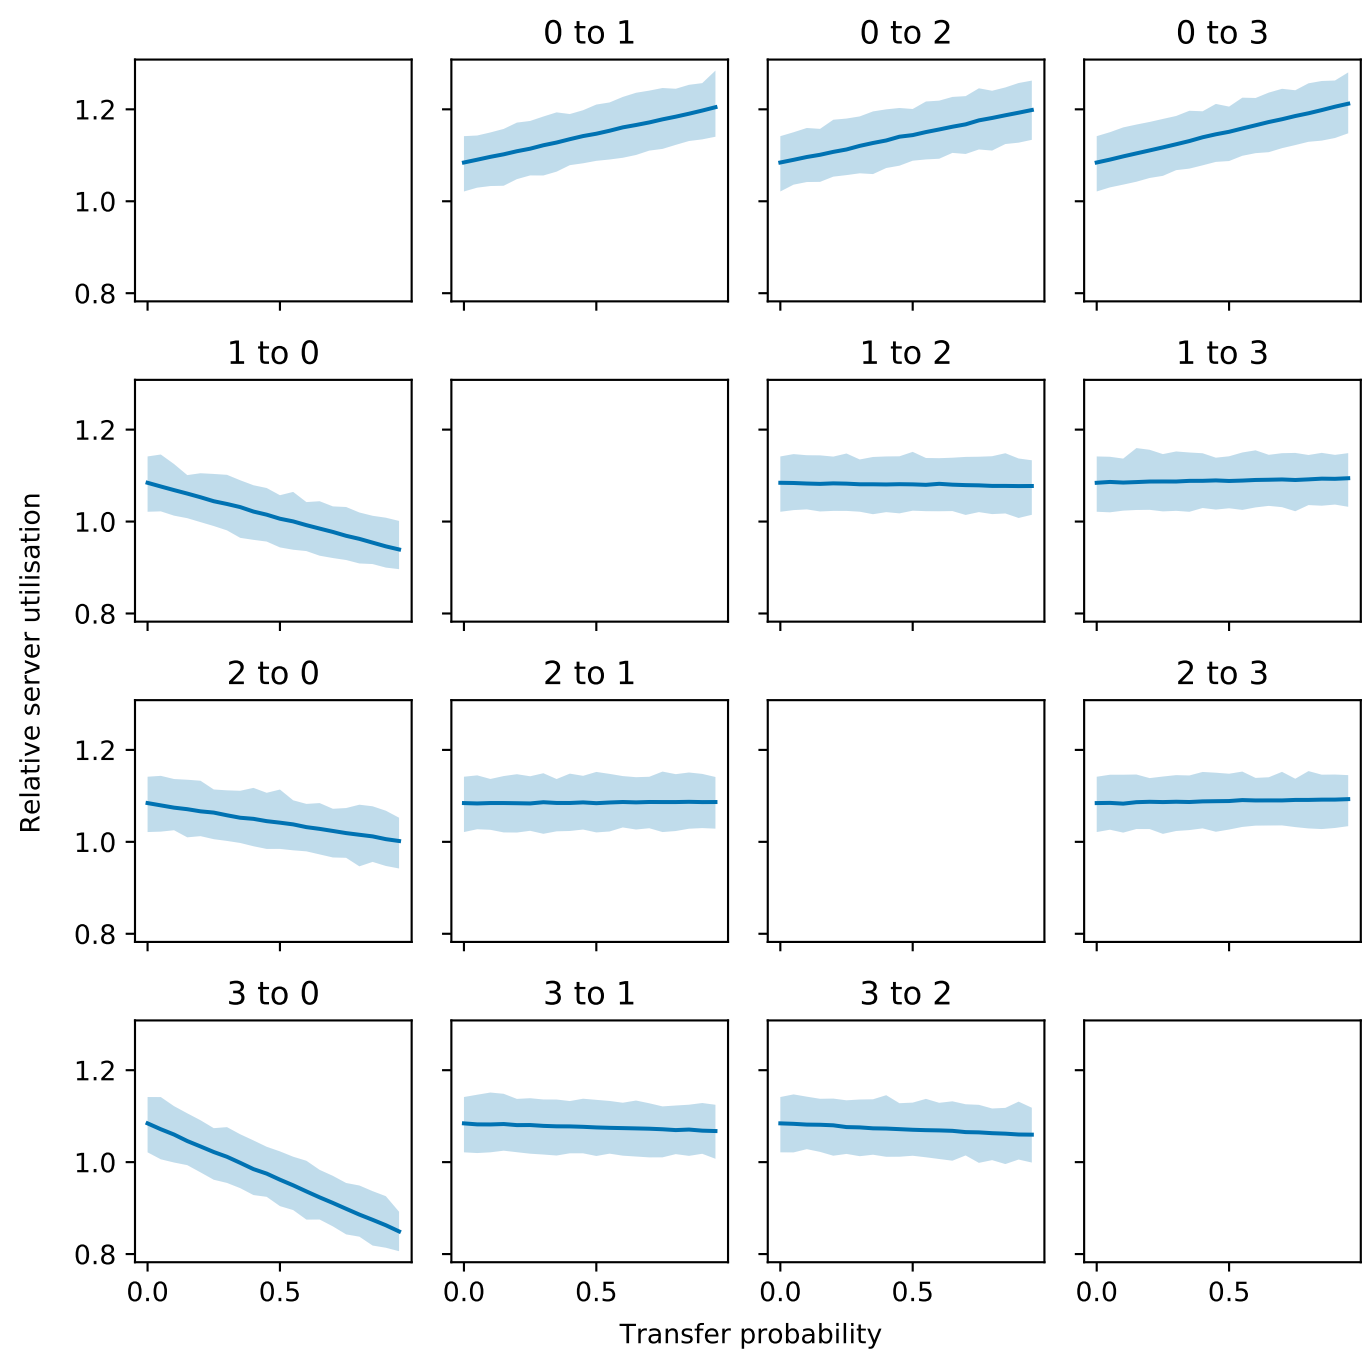 0 to 1
0 to 2
0 to 3
1.2
1.0
0.8
1 to 0
1 to 2
1 to 3
1.2
1.0
0.8
Relative server utilisation
2 to 0
2 to 1
2 to 3
1.2
1.0
0.8
3 to 0
3 to 1
3 to 2
1.2
1.0
0.8
0.0
0.5
0.0
0.5
0.0
0.5
0.0
0.5
Transfer probability